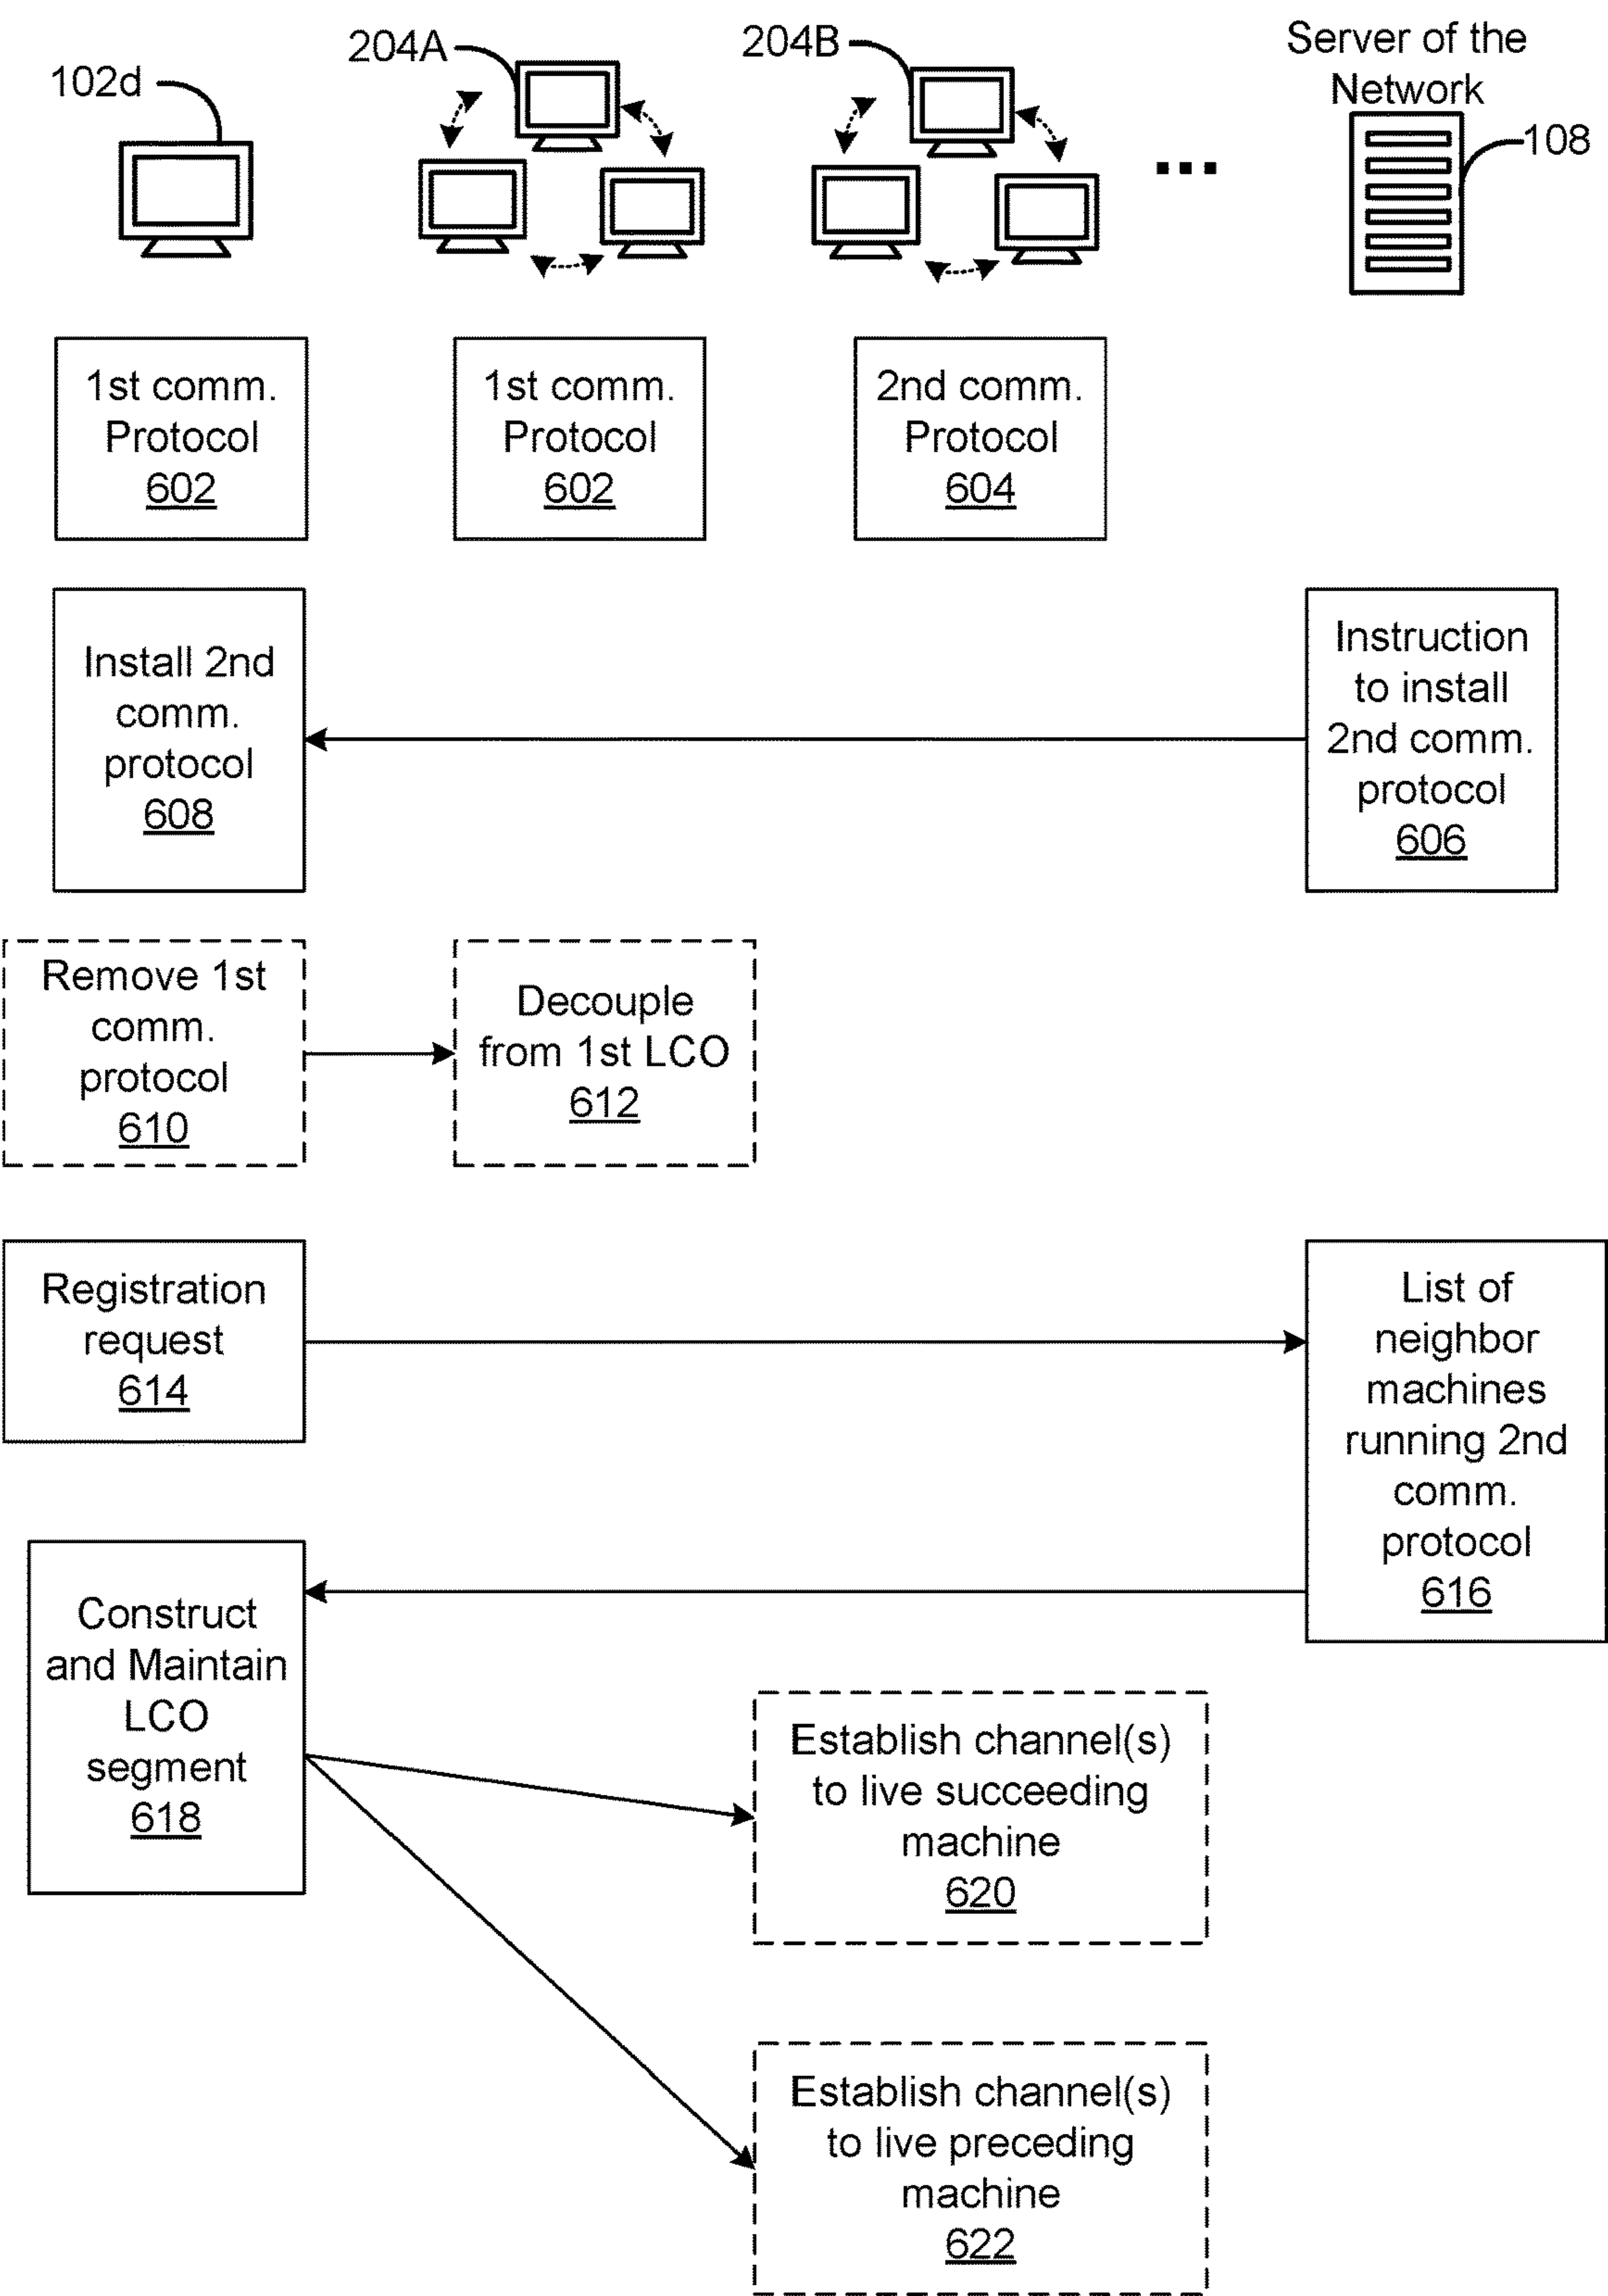 102d
204A
204B
Server of the
Network
108
1st comm.
Protocol
602
1st comm.
Protocol
602
2nd comm.
Protocol
604
Install 2nd
comm.
protocol
608
Instruction
to install
2nd comm.
protocol
606
Remove 1st
comm.
protocol
610
Decouple
from 1st LCO
612
Registration
request
614
List of
neighbor
machines
running 2nd
comm.
protocol
616
Construct
and Maintain
LCO
segment
618
Establish channel(s)
to live succeeding
machine
620
Establish channel(s)
to live preceding
machine
622